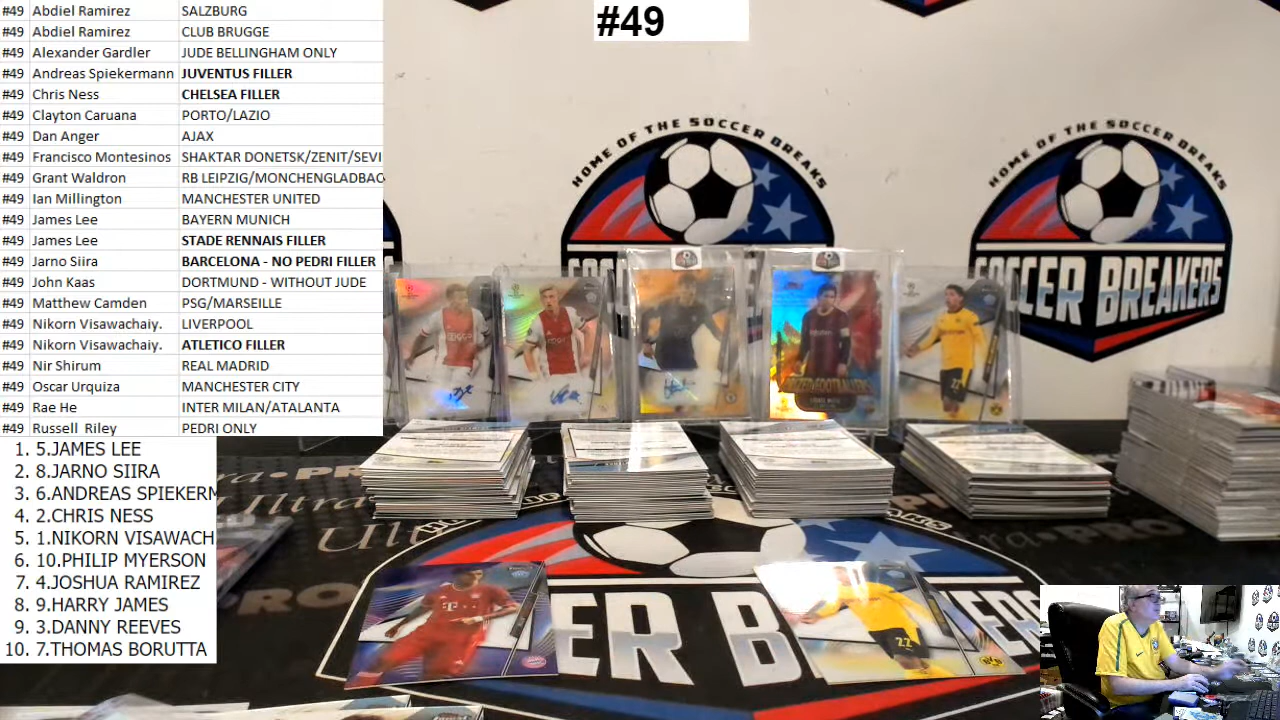 #49 Abdiel Ramirez SALZBURG
#49 Abdiel Ramirez CLUB BRUGGE
#49 Alexander Gardler JUDE BELLINGHAM ONLY
#49 Andreas Spiekermann JUVENTUS FILLER
#49 Chris Ness CHELSEA FILLER
#49 Clayton Caruana PORTO/LAZIO
#49 Dan Anger AJAX
#49 Francisco Montesinos SHAKTAR DONETSK/ZENIT/SEVI
#49 Grant Waldron RB LEIPZIG/MONCHENGLADBAC
#49 Ian Millington MANCHESTER UNITED
#49 James Lee BAYERN MUNICH
#49 James Lee STADE RENNAIS FILLER
#49 Jarno Siira BARCELONA - NO PEDRI FILLER
#49 John Kaas DORTMUND - WITHOUT JUDE
#49 Matthew Camden PSG/MARSEILLE
#49 Nikorn Visawachaiy. LIVERPOOL
#49 Nikorn Visawachaiy. ATLETICO FILLER
#49 Nir Shirum REAL MADRID
#49 Oscar Urquiza MANCHESTER CITY
#49 Rae He INTER MILAN/ATALANTA
#49 Russell Riley PEDRI ONLY
1. 5.JAMES LEE
2. 8.JARNO SIIRA
3. 6.ANDREAS SPIEKERM
4. 2.CHRIS NESS
5. 1.NIKORN VISAWACH
6. 10.PHILIP MYERSON
7. 4.JOSHUA RAMIREZ
8. 9.HARRY JAMES
9. 3.DANNY REEVES
10. 7.THOMAS BORUTTA
#49
HOME OF THE SOCCER BREAKS
HOME OF THE SOCCER BREAKS
SOCCER BREAKERS
Ultra
PRO
ER BREA